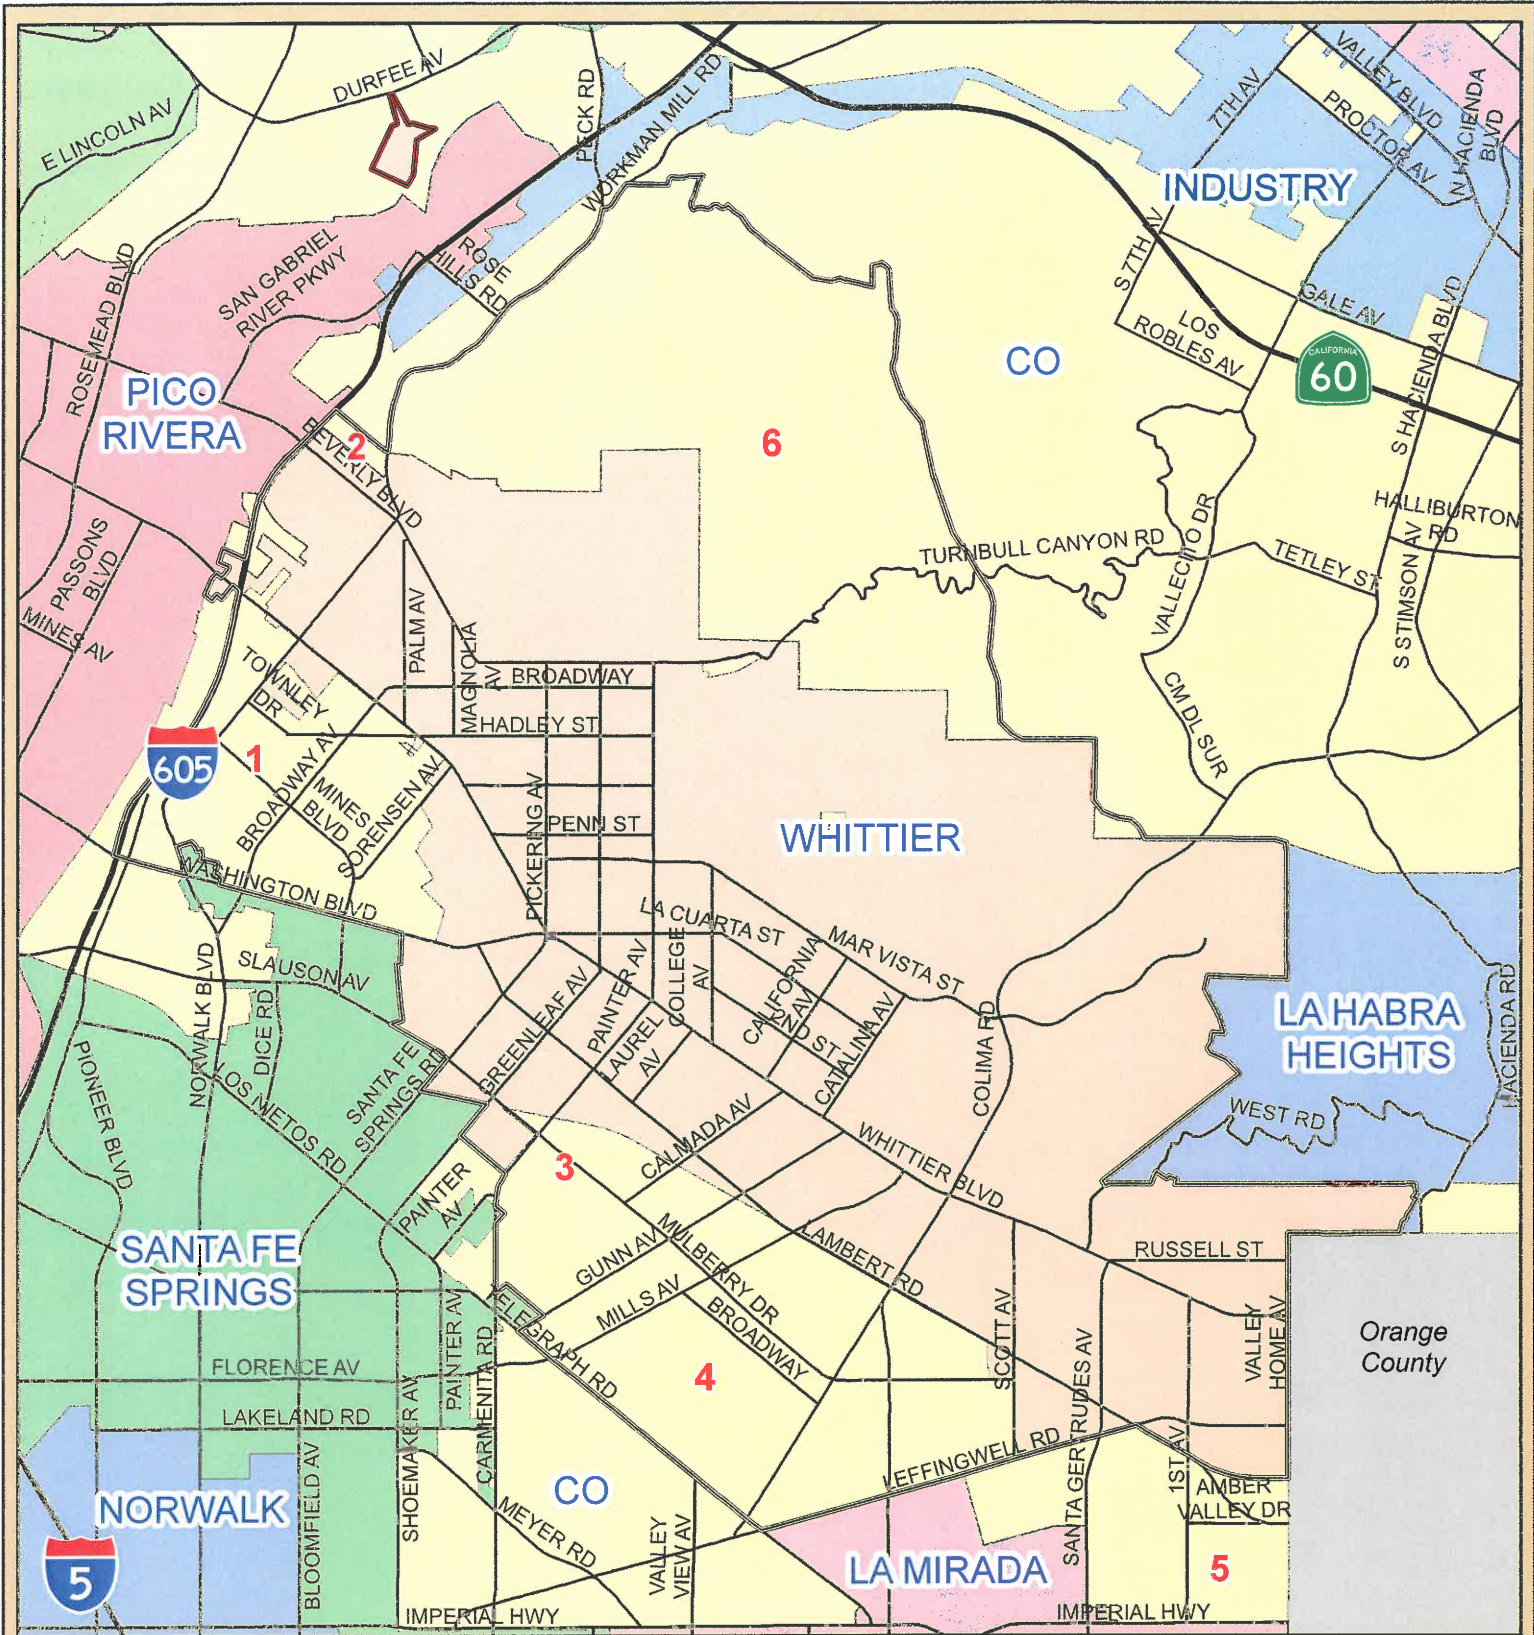 DURFEE AV
E LINCOLN AV
PECK RD
WORKMAN MILL RD
7TH AV
VALLEY BLVD
PROCTOR AV
N HACIENDA
BLVD
INDUSTRY
S 7TH AV
ROSE
HILLS RD
SAN GABRIEL
RIVER PKWY
ROSEMEAD BLVD
GALE AV
LOS
ROBLES AV
S HACIENDA BLVD
CALIFORNIA
60
CO
PICO
RIVERA
2
BEVERLY BLVD
6
HALLIBURTON
RD
PASSONS
BLVD
MINES AV
TURNBULL CANYON RD
VALLECITO DR
TETLEY ST
S STIMSON AV
PALM AV
MAGNOLIA
AV
TOWNLEY
DR
BROADWAY
HADLEY ST
CM DL SUR
605
1
BROADWAY AV
MINES
BLVD
SORENSEN AV
PICKERING AV
PENN ST
WHITTIER
WASHINGTON BLVD
LA CUARTA ST
MAR VISTA ST
SLAUSON AV
NORWALK BLVD
DICE RD
GREENLEAF AV
PAINTER AV
LAUREL
AV
COLLEGE
AV
CALIFORNIA
AV
2ND ST
CATALINA AV
COLIMA RD
LA HABRA
HEIGHTS
HACIENDA RD
WEST RD
PIONEER BLVD
LOS NIETOS RD
SANTA FE
SPRINGS RD
CALMADA AV
WHITTIER BLVD
3
PAINTER
AV
SANTA FE
SPRINGS
GUNN AV
MULBERRY DR
LAMBERT RD
RUSSELL ST
MILLS AV
BROADWAY
TELEGRAPH RD
PAINTER AV
CARMENITA RD
SCOTT AV
SANTA GERTRUDES AV
VALLEY
HOME AV
Orange
County
FLORENCE AV
4
LAKELAND RD
SHOEMAKER AV
BLOOMFIELD AV
LEFFINGWELL RD
1ST AV
AMBER
VALLEY DR
CO
NORWALK
MEYER RD
VALLEY
VIEW AV
LA MIRADA
5
5
IMPERIAL HWY
IMPERIAL HWY